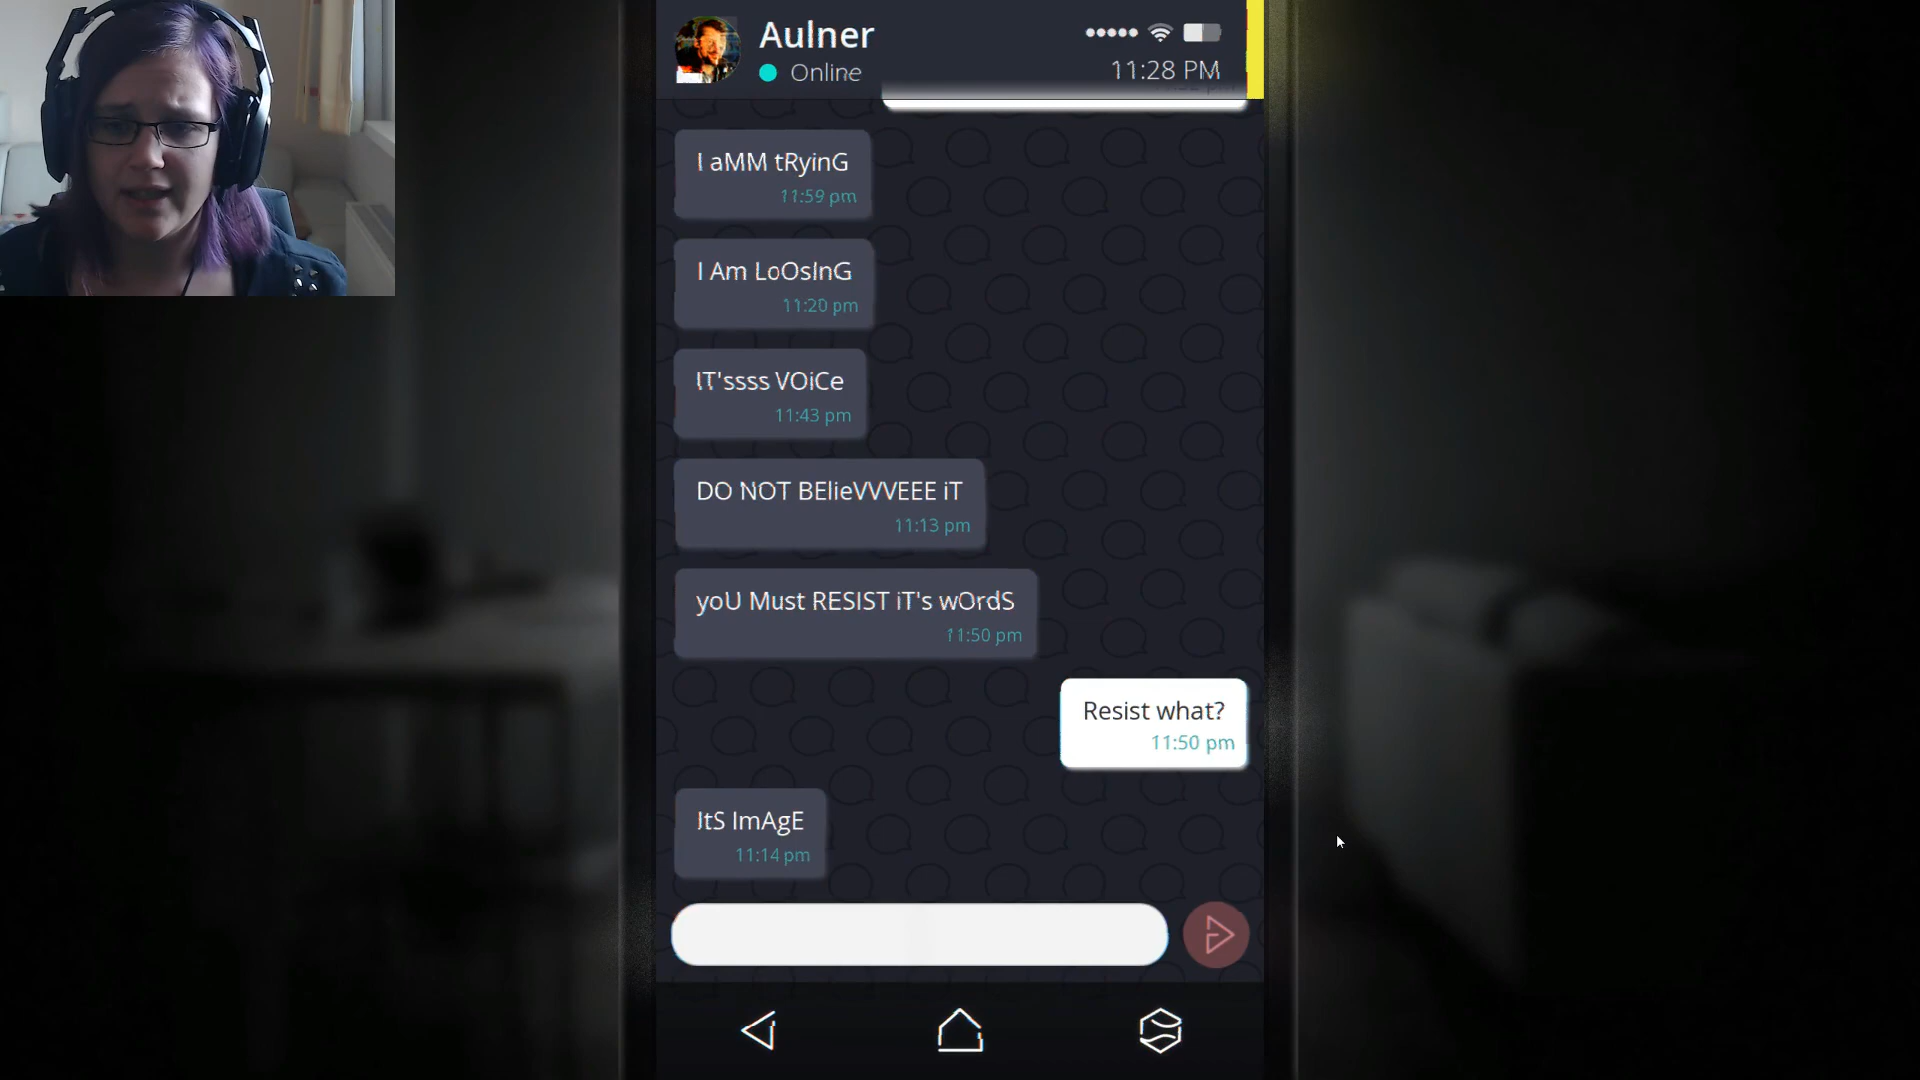 Aulner
Online
11:28 PM
I aMM tRyinG
11:59 pm
I Am LoOsInG
11:20 pm
IT'ssss VOiCe
11:43 pm
DO NOT BElieVVVEEE iT
11:13 pm
yoU Must RESIST iT's wOrdS
11:50 pm
Resist what?
11:50 pm
ItS ImAgE
11:14 pm